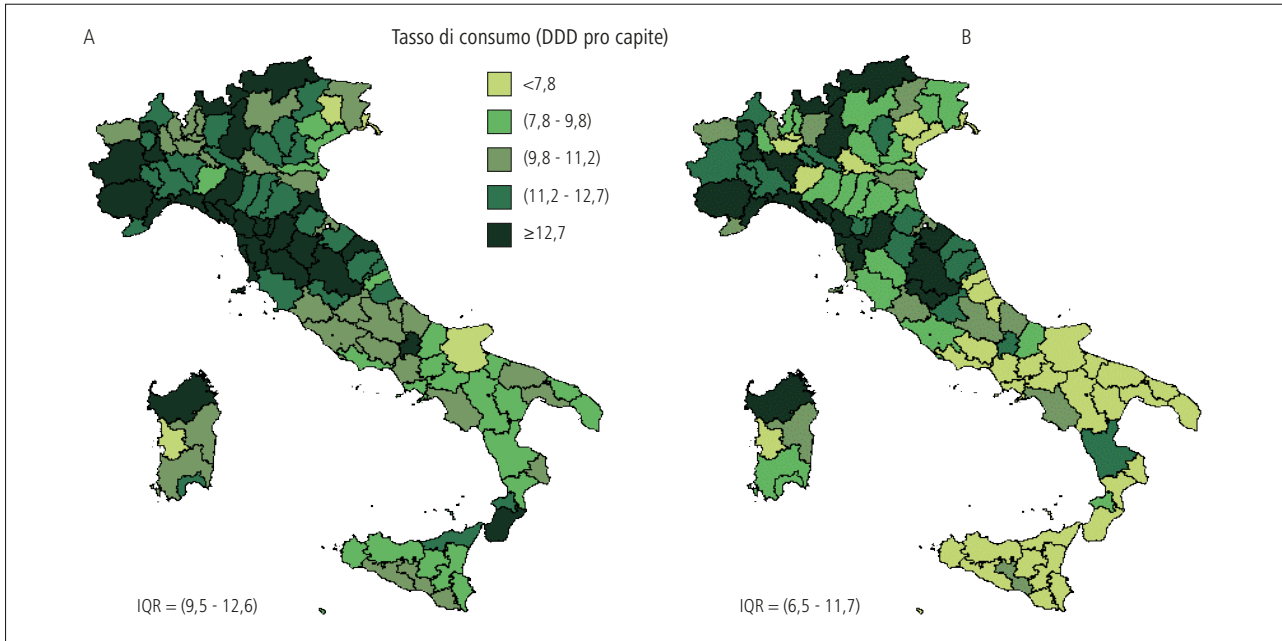 A
Tasso di consumo (DDD pro capite)
B
<7,8
(7,8 - 9,8)
(9,8 - 11,2)
(11,2 - 12,7)
≥12,7
IQR = (9,5 - 12,6)
IQR = (6,5 - 11,7)